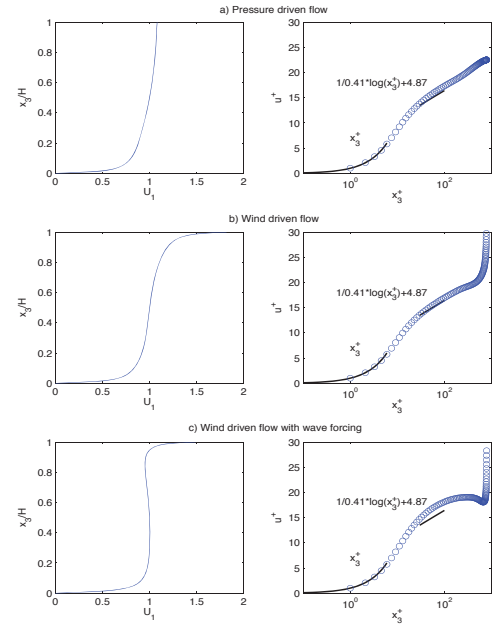 a) Pressure driven flow
x3/H
1
0.8
0.6
0.4
0.2
0
0 0.5 1 1.5 2
U1
u+
30
25
20
15
10
5
0
1/0.41*log(x3+)+4.87
x3+
10^0 10^2
x3+
b) Wind driven flow
x3/H
1
0.8
0.6
0.4
0.2
0
0 0.5 1 1.5 2
U1
u+
30
25
20
15
10
5
0
1/0.41*log(x3+)+4.87
x3+
10^0 10^2
x3+
c) Wind driven flow with wave forcing
x3/H
1
0.8
0.6
0.4
0.2
0
0 0.5 1 1.5 2
U1
u+
30
25
20
15
10
5
0
1/0.41*log(x3+)+4.87
x3+
10^0 10^2
x3+